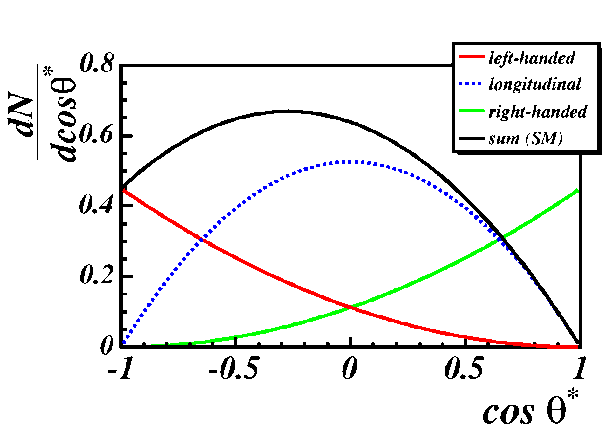 left-handed
longitudinal
right-handed
sum (SM)
dN
dcosθ*
0.8
0.6
0.4
0.2
0
-1 -0.5 0 0.5 1
cos θ*